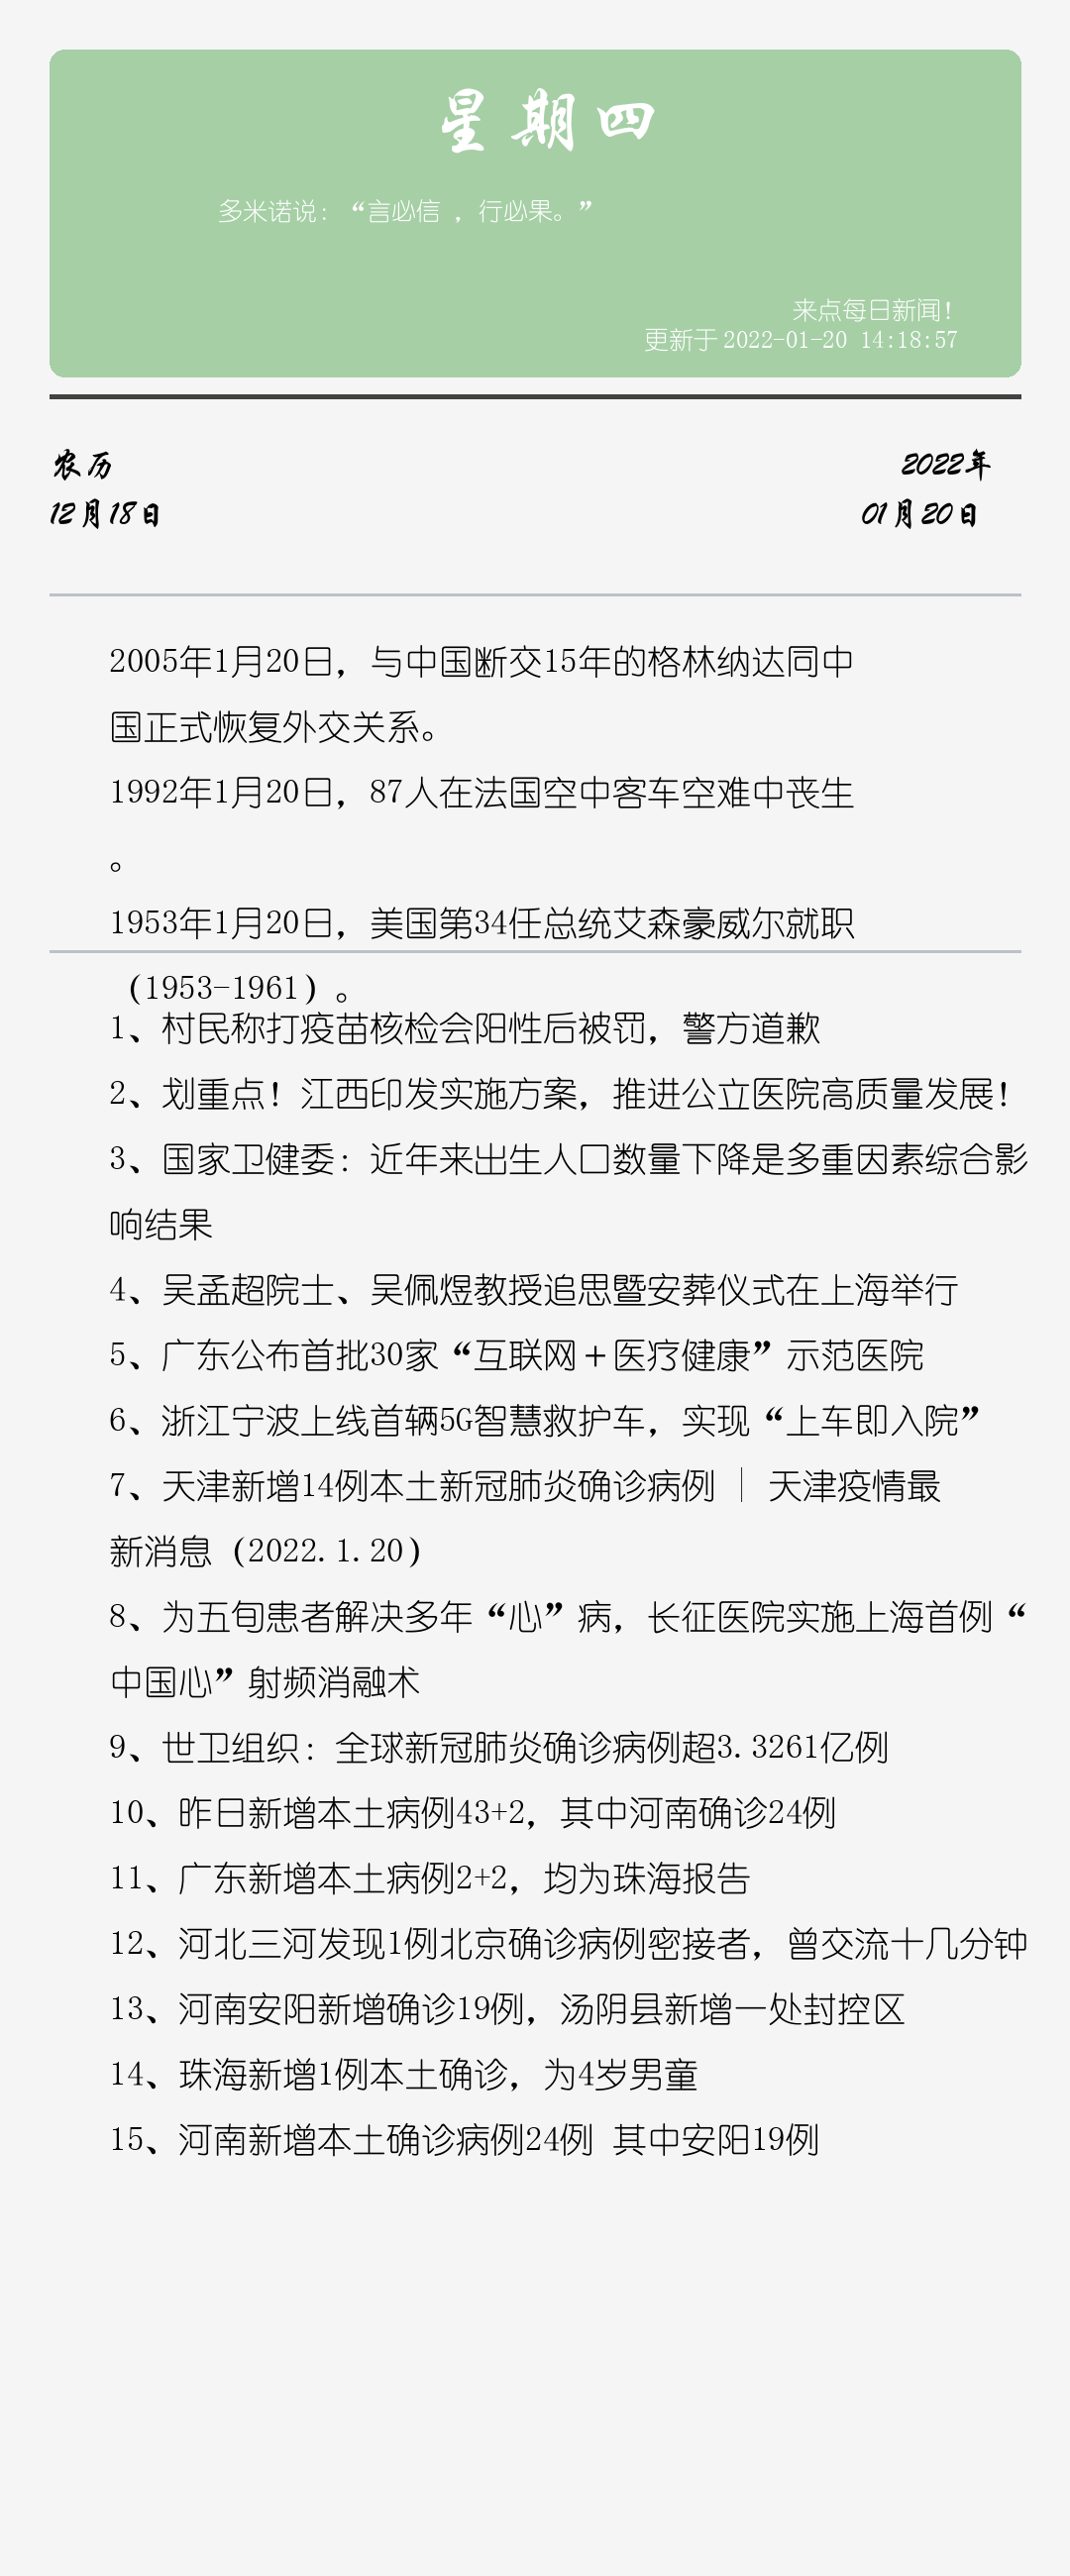 星期四
多米诺说：“言必信 ，行必果。”
来点每日新闻！
更新于2022-01-20 14:18:57
农历
2022年
12月18日
01月20日
2005年1月20日，与中国断交15年的格林纳达同中
国正式恢复外交关系。
1992年1月20日，87人在法国空中客车空难中丧生
。
1953年1月20日，美国第34任总统艾森豪威尔就职
（1953-1961）。
1、村民称打疫苗核检会阳性后被罚，警方道歉
2、划重点！江西印发实施方案，推进公立医院高质量发展！
3、国家卫健委：近年来出生人口数量下降是多重因素综合影
响结果
4、吴孟超院士、吴佩煜教授追思暨安葬仪式在上海举行
5、广东公布首批30家“互联网＋医疗健康”示范医院
6、浙江宁波上线首辆5G智慧救护车，实现“上车即入院”
7、天津新增14例本土新冠肺炎确诊病例 │ 天津疫情最
新消息（2022.1.20）
8、为五旬患者解决多年“心”病，长征医院实施上海首例“
中国心”射频消融术
9、世卫组织：全球新冠肺炎确诊病例超3.3261亿例
10、昨日新增本土病例43+2，其中河南确诊24例
11、广东新增本土病例2+2，均为珠海报告
12、河北三河发现1例北京确诊病例密接者，曾交流十几分钟
13、河南安阳新增确诊19例，汤阴县新增一处封控区
14、珠海新增1例本土确诊，为4岁男童
15、河南新增本土确诊病例24例 其中安阳19例